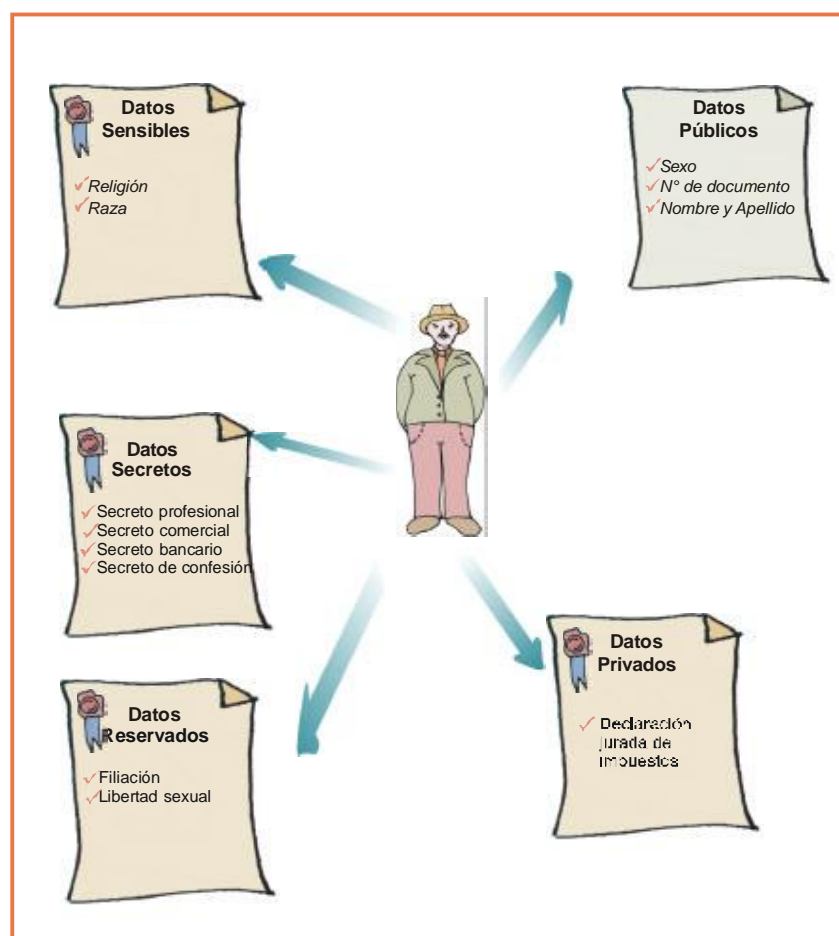 Datos
Sensibles
Religión
Raza
Datos
Públicos
Sexo
N° de documento
Nombre y Apellido
Datos
Secretos
Secreto profesional
Secreto comercial
Secreto bancario
Secreto de confesión
Datos
Privados
Declaración
jurada de
impuestos
Datos
Reservados
Filiación
Libertad sexual